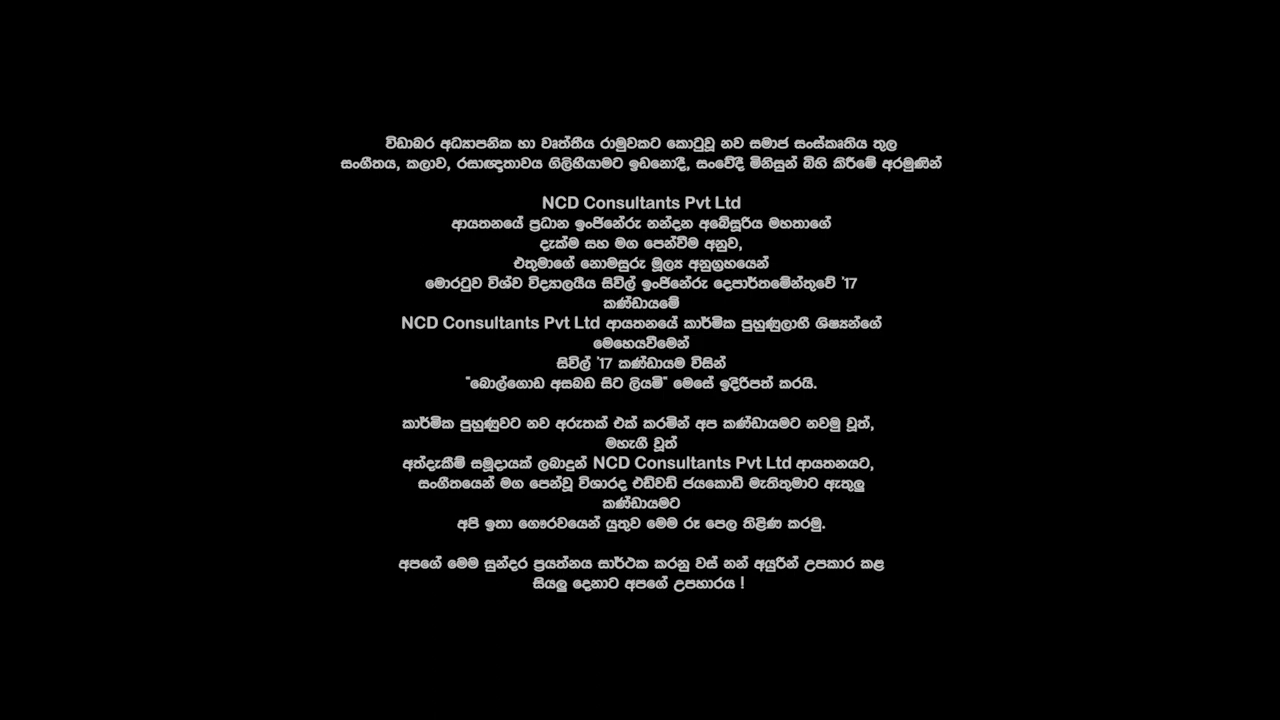 විඩාබර අධ්‍යාපනික හා වෘත්තීය රාමුවකට කොටුවූ නව සමාජ සංස්කෘතිය තුල
සංගීතය, කලාව, රසාඥතාවය ගිලිහීයාමට ඉඩනොදී, සංවේදී මිනිසුන් බිහි කිරීමේ අරමුණින්
NCD Consultants Pvt Ltd
ආයතනයේ ප්‍රධාන ඉංජිනේරු නන්දන අබේසූරිය මහතාගේ
දැක්ම සහ මග පෙන්වීම අනුව,
එතුමාගේ නොමසුරු මූල්‍ය අනුග්‍රහයෙන්
මොරටුව විශ්ව විද්‍යාලයීය සිවිල් ඉංජිනේරු දෙපාර්තමේන්තුවේ '17
කණ්ඩායමේ
NCD Consultants Pvt Ltd ආයතනයේ කාර්මික පුහුණුලාභී ශිෂ්‍යන්ගේ
මෙහෙයවීමෙන්
සිවිල් '17 කණ්ඩායම විසින්
"බොල්ගොඩ අසබඩ සිට ලියමි" මෙසේ ඉදිරිපත් කරයි.
කාර්මික පුහුණුවට නව අරුතක් එක් කරමින් අප කණ්ඩායමට නවමු වූත්,
මහැගී වූත්
අත්දැකීම් සමූදායක් ලබාදුන් NCD Consultants Pvt Ltd ආයතනයට,
සංගීතයෙන් මග පෙන්වූ විශාරද එඩ්වඩ් ජයකොඩි මැතිතුමාට ඇතුලු
කණ්ඩායමට
අපි ඉතා ගෞරවයෙන් යුතුව මෙම රූ පෙල තිළිණ කරමු.
අපගේ මෙම සුන්දර ප්‍රයත්නය සාර්ථක කරනු වස් නන් අයුරින් උපකාර කළ
සියලු දෙනාට අපගේ උපහාරය !